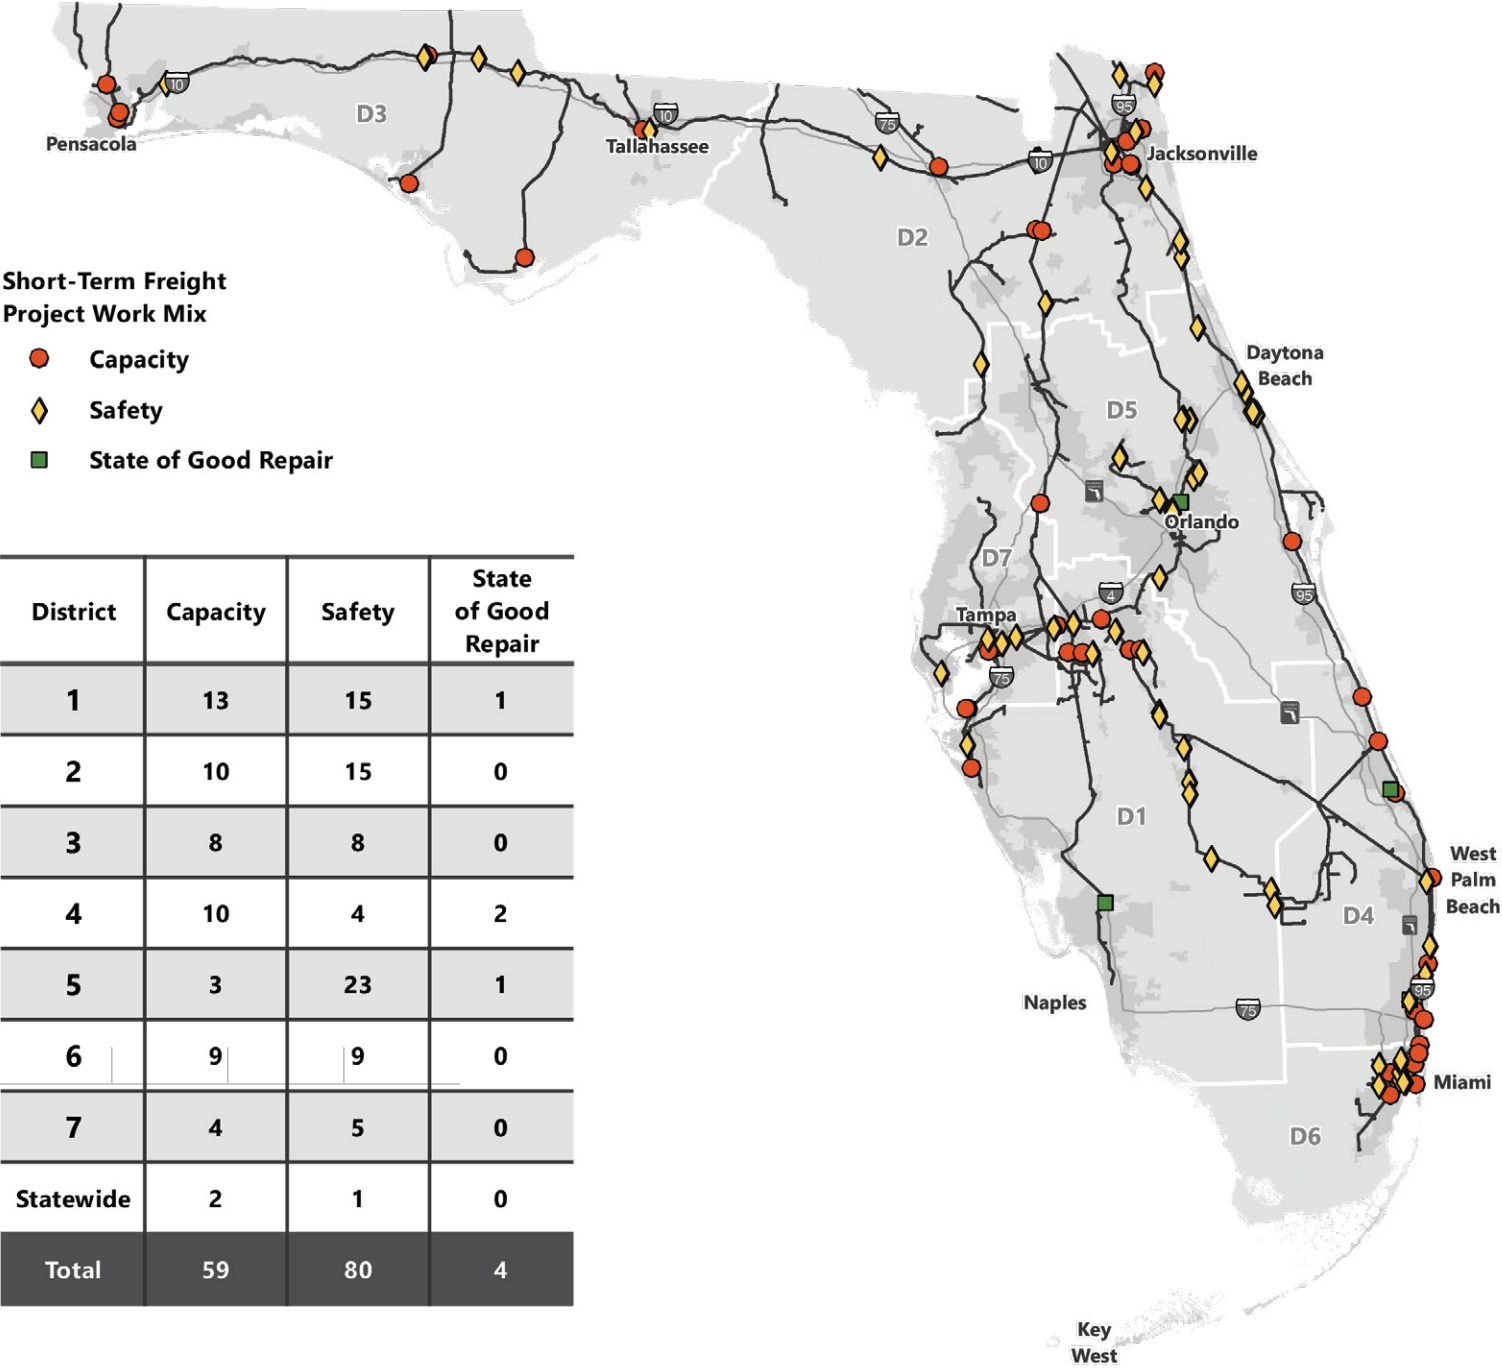 10
D3
Pensacola
10
Tallahassee
75
10
95
Jacksonville
D2
Short-Term Freight
Project Work Mix
Capacity
Safety
State of Good Repair
Daytona
Beach
D5
Orlando
D7
4
95
Tampa
75
D1
West
Palm
Beach
D4
95
Naples
75
Miami
D6
Key
West
District Capacity Safety State of Good Repair
1 13 15 1
2 10 15 0
3 8 8 0
4 10 4 2
5 3 23 1
6 9 9 0
7 4 5 0
Statewide 2 1 0
Total 59 80 4